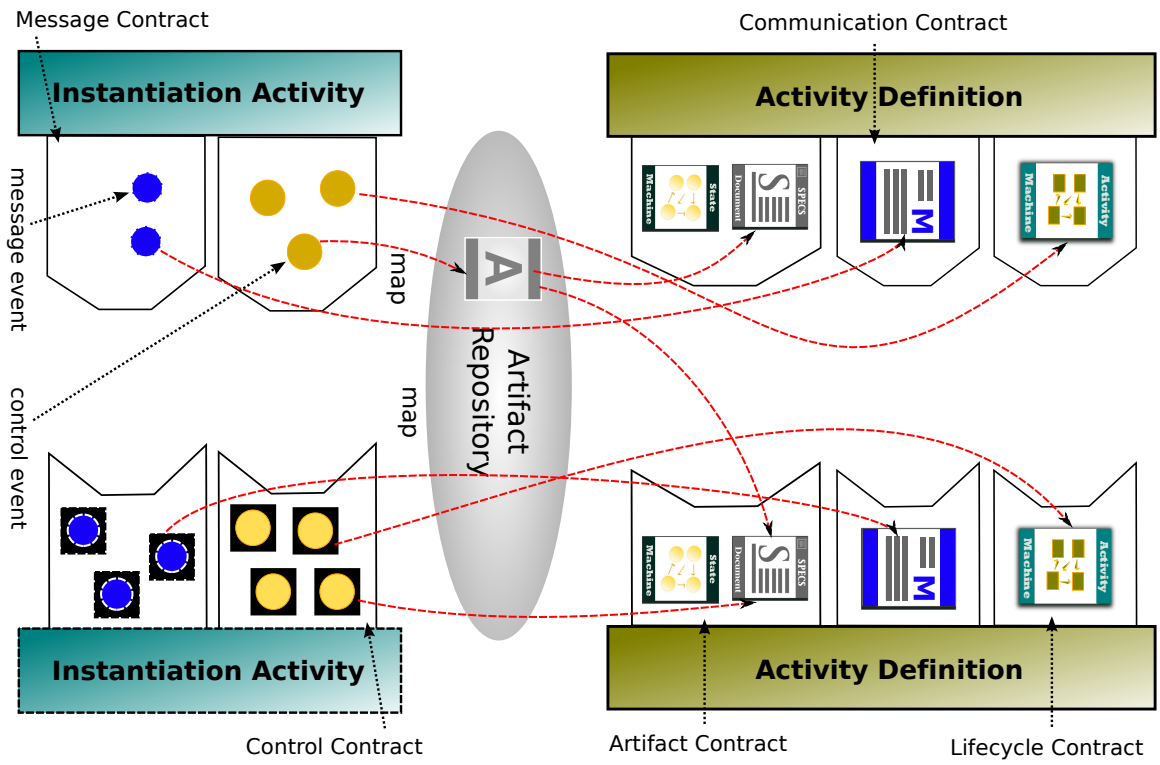 Message Contract
Communication Contract
Instantiation Activity
Activity Definition
message event
control event
map
map
A
Artifact
Repository
State
Machine
SPECS
Document
S
M
Activity
Machine
State
Machine
SPECS
Document
S
M
Activity
Machine
Instantiation Activity
Activity Definition
Control Contract
Artifact Contract
Lifecycle Contract